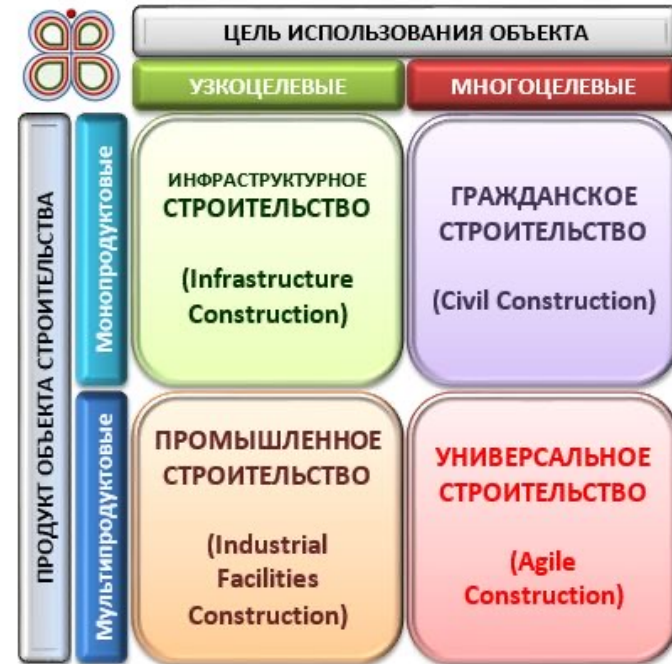 ЦЕЛЬ ИСПОЛЬЗОВАНИЯ ОБЪЕКТА
УЗКОЦЕЛЕВЫЕ
МНОГОЦЕЛЕВЫЕ
ПРОДУКТ ОБЪЕКТА СТРОИТЕЛЬСТВА
Монопродуктовые
ИНФРАСТРУКТУРНОЕ
СТРОИТЕЛЬСТВО
(Infrastructure
Construction)
ГРАЖДАНСКОЕ
СТРОИТЕЛЬСТВО
(Civil Construction)
Мультипродуктовые
ПРОМЫШЛЕННОЕ
СТРОИТЕЛЬСТВО
(Industrial
Facilities
Construction)
УНИВЕРСАЛЬНОЕ
СТРОИТЕЛЬСТВО
(Agile
Construction)